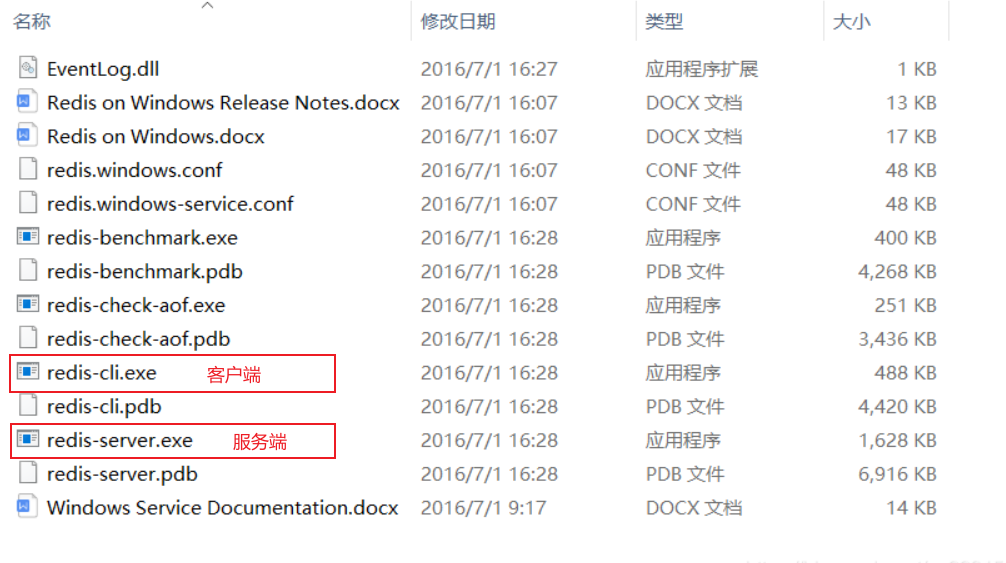 名称 修改日期 类型 大小
EventLog.dll 2016/7/1 16:27 应用程序扩展 1 KB
Redis on Windows Release Notes.docx 2016/7/1 16:07 DOCX 文档 13 KB
Redis on Windows.docx 2016/7/1 16:07 DOCX 文档 17 KB
redis.windows.conf 2016/7/1 16:07 CONF 文件 48 KB
redis.windows-service.conf 2016/7/1 16:07 CONF 文件 48 KB
redis-benchmark.exe 2016/7/1 16:28 应用程序 400 KB
redis-benchmark.pdb 2016/7/1 16:28 PDB 文件 4,268 KB
redis-check-aof.exe 2016/7/1 16:28 应用程序 251 KB
redis-check-aof.pdb 2016/7/1 16:28 PDB 文件 3,436 KB
redis-cli.exe 客户端 2016/7/1 16:28 应用程序 488 KB
redis-cli.pdb 2016/7/1 16:28 PDB 文件 4,420 KB
redis-server.exe 服务端 2016/7/1 16:28 应用程序 1,628 KB
redis-server.pdb 2016/7/1 16:28 PDB 文件 6,916 KB
Windows Service Documentation.docx 2016/7/1 9:17 DOCX 文档 14 KB